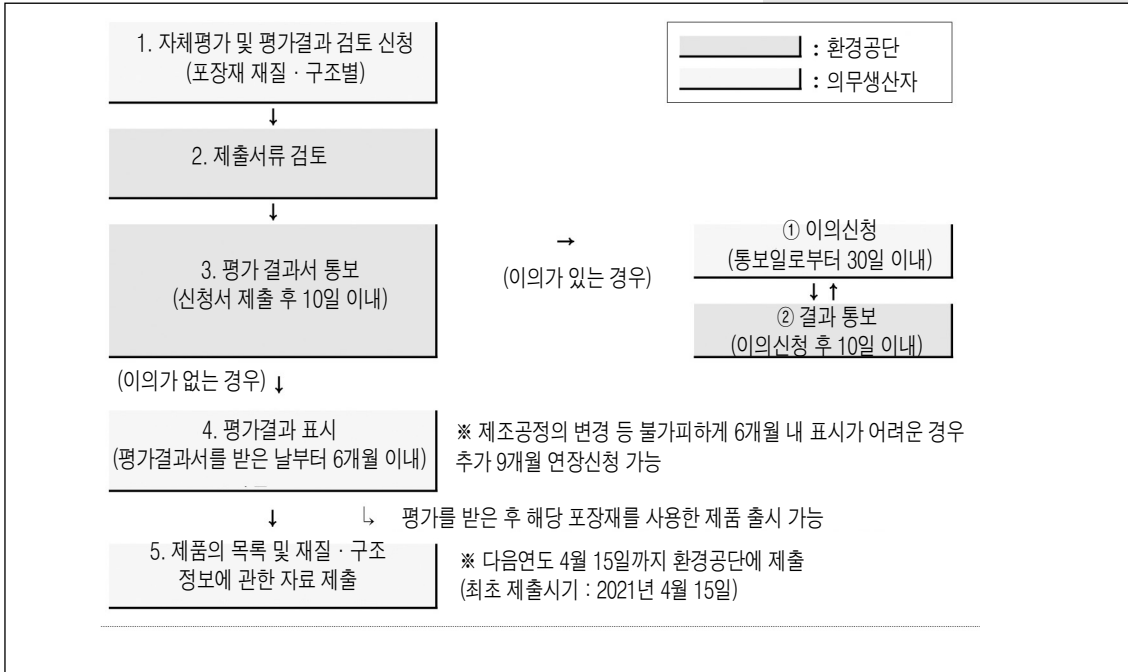 1. 자체평가 및 평가결과 검토 신청
(포장재 재질 · 구조별)
: 환경공단
: 의무생산자
↓
2. 제출서류 검토
↓
3. 평가 결과서 통보
(신청서 제출 후 10일 이내)
→
(이의가 있는 경우)
① 이의신청
(통보일로부터 30일 이내)
↓ ↑
② 결과 통보
(이의신청 후 10일 이내)
(이의가 없는 경우) ↓
4. 평가결과 표시
(평가결과서를 받은 날부터 6개월 이내)
※ 제조공정의 변경 등 불가피하게 6개월 내 표시가 어려운 경우
추가 9개월 연장신청 가능
↓ ↳ 평가를 받은 후 해당 포장재를 사용한 제품 출시 가능
5. 제품의 목록 및 재질 · 구조
정보에 관한 자료 제출
※ 다음연도 4월 15일까지 환경공단에 제출
(최초 제출시기 : 2021년 4월 15일)